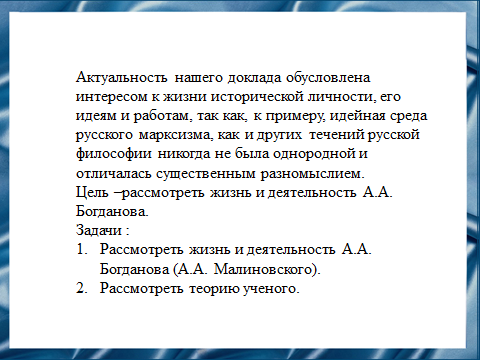 Актуальность нашего доклада обусловлена
интересом к жизни исторической личности, его
идеям и работам, так как, к примеру, идейная среда
русского марксизма, как и других течений русской
философии никогда не была однородной и
отличалась существенным разномыслием.
Цель –рассмотреть жизнь и деятельность А.А.
Богданова.
Задачи :
1. Рассмотреть жизнь и деятельность А.А.
Богданова (А.А. Малиновского).
2. Рассмотреть теорию ученого.